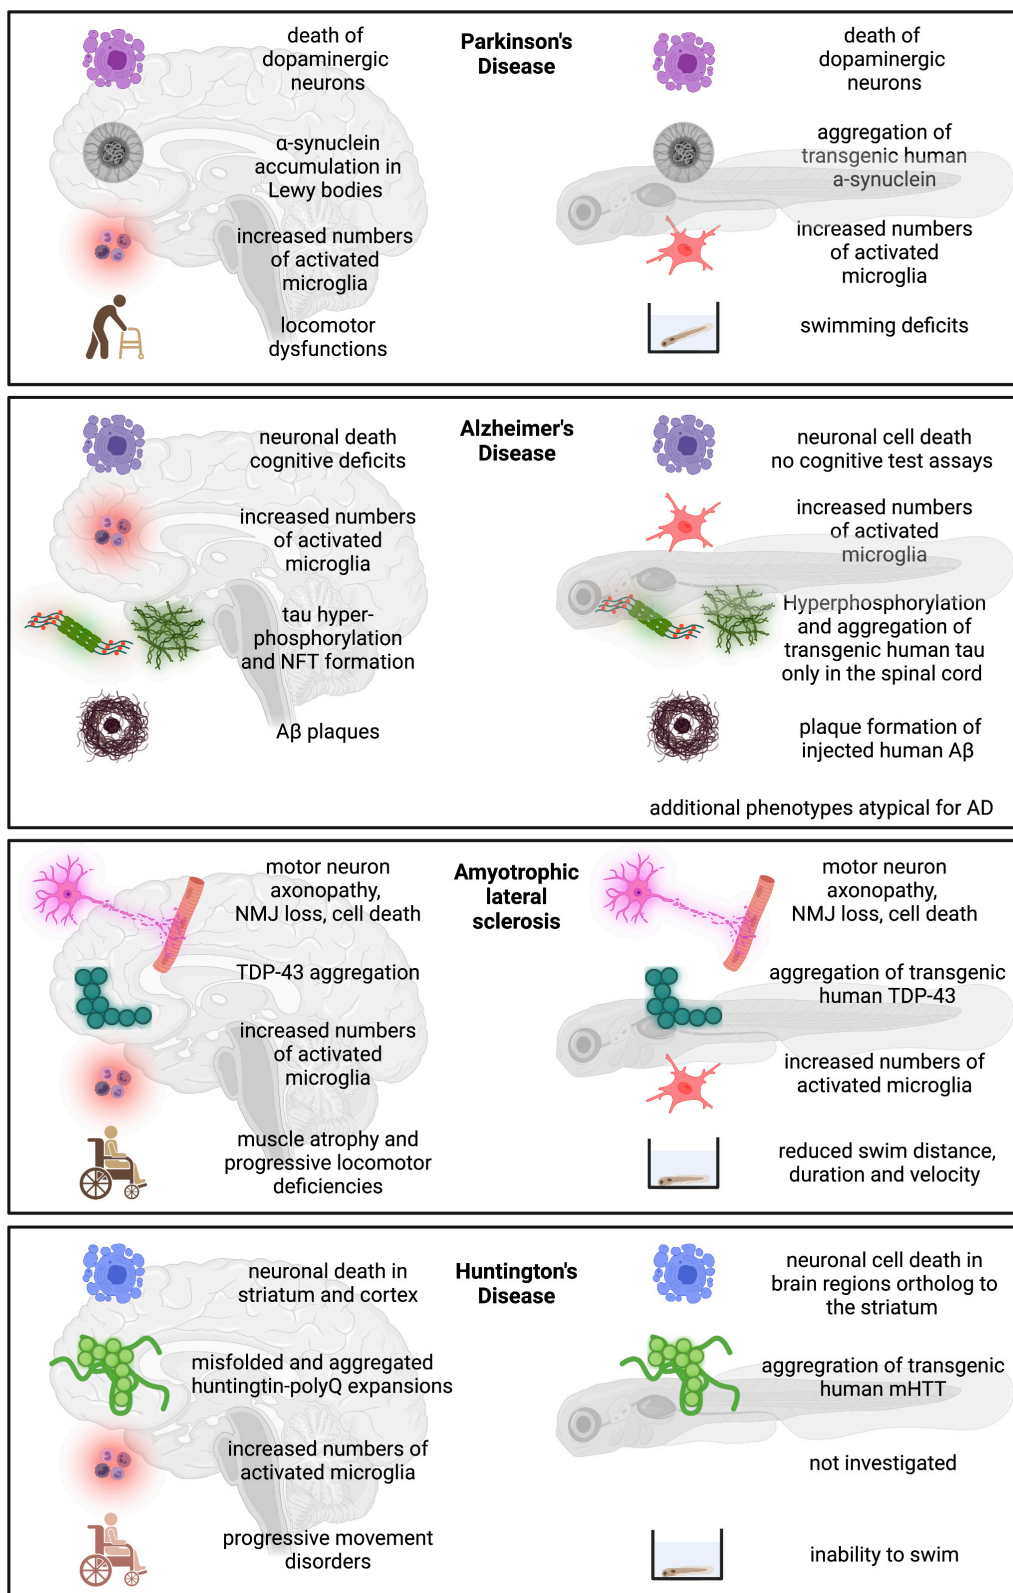 Parkinson's
Disease
death of
dopaminergic
neurons
α-synuclein
accumulation in
Lewy bodies
increased numbers
of activated
microglia
locomotor
dysfunctions
death of
dopaminergic
neurons
aggregation of
transgenic human
a-synuclein
increased numbers
of activated
microglia
swimming deficits
Alzheimer's
Disease
neuronal death
cognitive deficits
increased numbers
of activated
microglia
tau hyper-
phosphorylation
and NFT formation
Aβ plaques
neuronal cell death
no cognitive test assays
increased numbers
of activated
microglia
Hyperphosphorylation
and aggregation of
transgenic human tau
only in the spinal cord
plaque formation of
injected human Aβ
additional phenotypes atypical for AD
Amyotrophic
lateral
sclerosis
motor neuron
axonopathy,
NMJ loss, cell death
TDP-43 aggregation
increased numbers
of activated
microglia
muscle atrophy and
progressive locomotor
deficiencies
motor neuron
axonopathy,
NMJ loss, cell death
aggregation of transgenic
human TDP-43
increased numbers of
activated microglia
reduced swim distance,
duration and velocity
Huntington's
Disease
neuronal death in
striatum and cortex
misfolded and aggregated
huntingtin-polyQ expansions
increased numbers of
activated microglia
progressive movement
disorders
neuronal cell death in
brain regions ortholog to
the striatum
aggregration of transgenic
human mHTT
not investigated
inability to swim